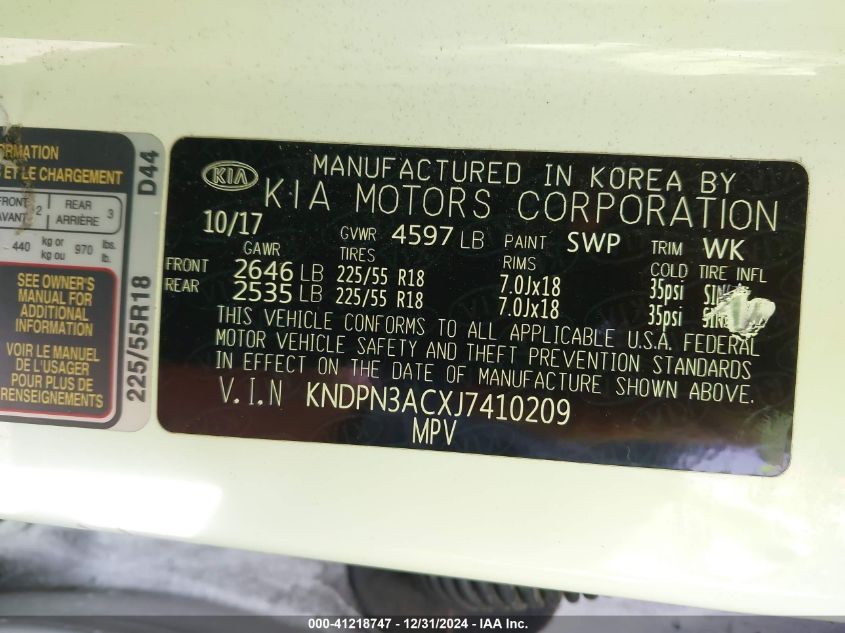 ORMATION
ET LE CHARGEMENT
FRONT 2 REAR 3
AVANT ARRIÈRE
440 kg or 970 lbs.
kg ou lb.
SEE OWNER'S
MANUAL FOR
ADDITIONAL
INFORMATION
VOIR LE MANUEL
DE L'USAGER
POUR PLUS DE
RENSEIGNEMENTS
225/55R18 D44
KIA MANUFACTURED IN KOREA BY
KIA MOTORS CORPORATION
10/17 GVWR 4597 LB PAINT SWP TRIM WK
GAWR TIRES RIMS COLD TIRE INFL
FRONT 2646 LB 225/55 R18 7.0Jx18 35psi
REAR 2535 LB 225/55 R18 7.0Jx18 35psi
THIS VEHICLE CONFORMS TO ALL APPLICABLE U.S.A. FEDERAL
MOTOR VEHICLE SAFETY AND THEFT PREVENTION STANDARDS
IN EFFECT ON THE DATE OF MANUFACTURE SHOWN ABOVE.
V.I.N KNDPN3ACXJ7410209
MPV
000-41218747 - 12/31/2024 - IAA Inc.